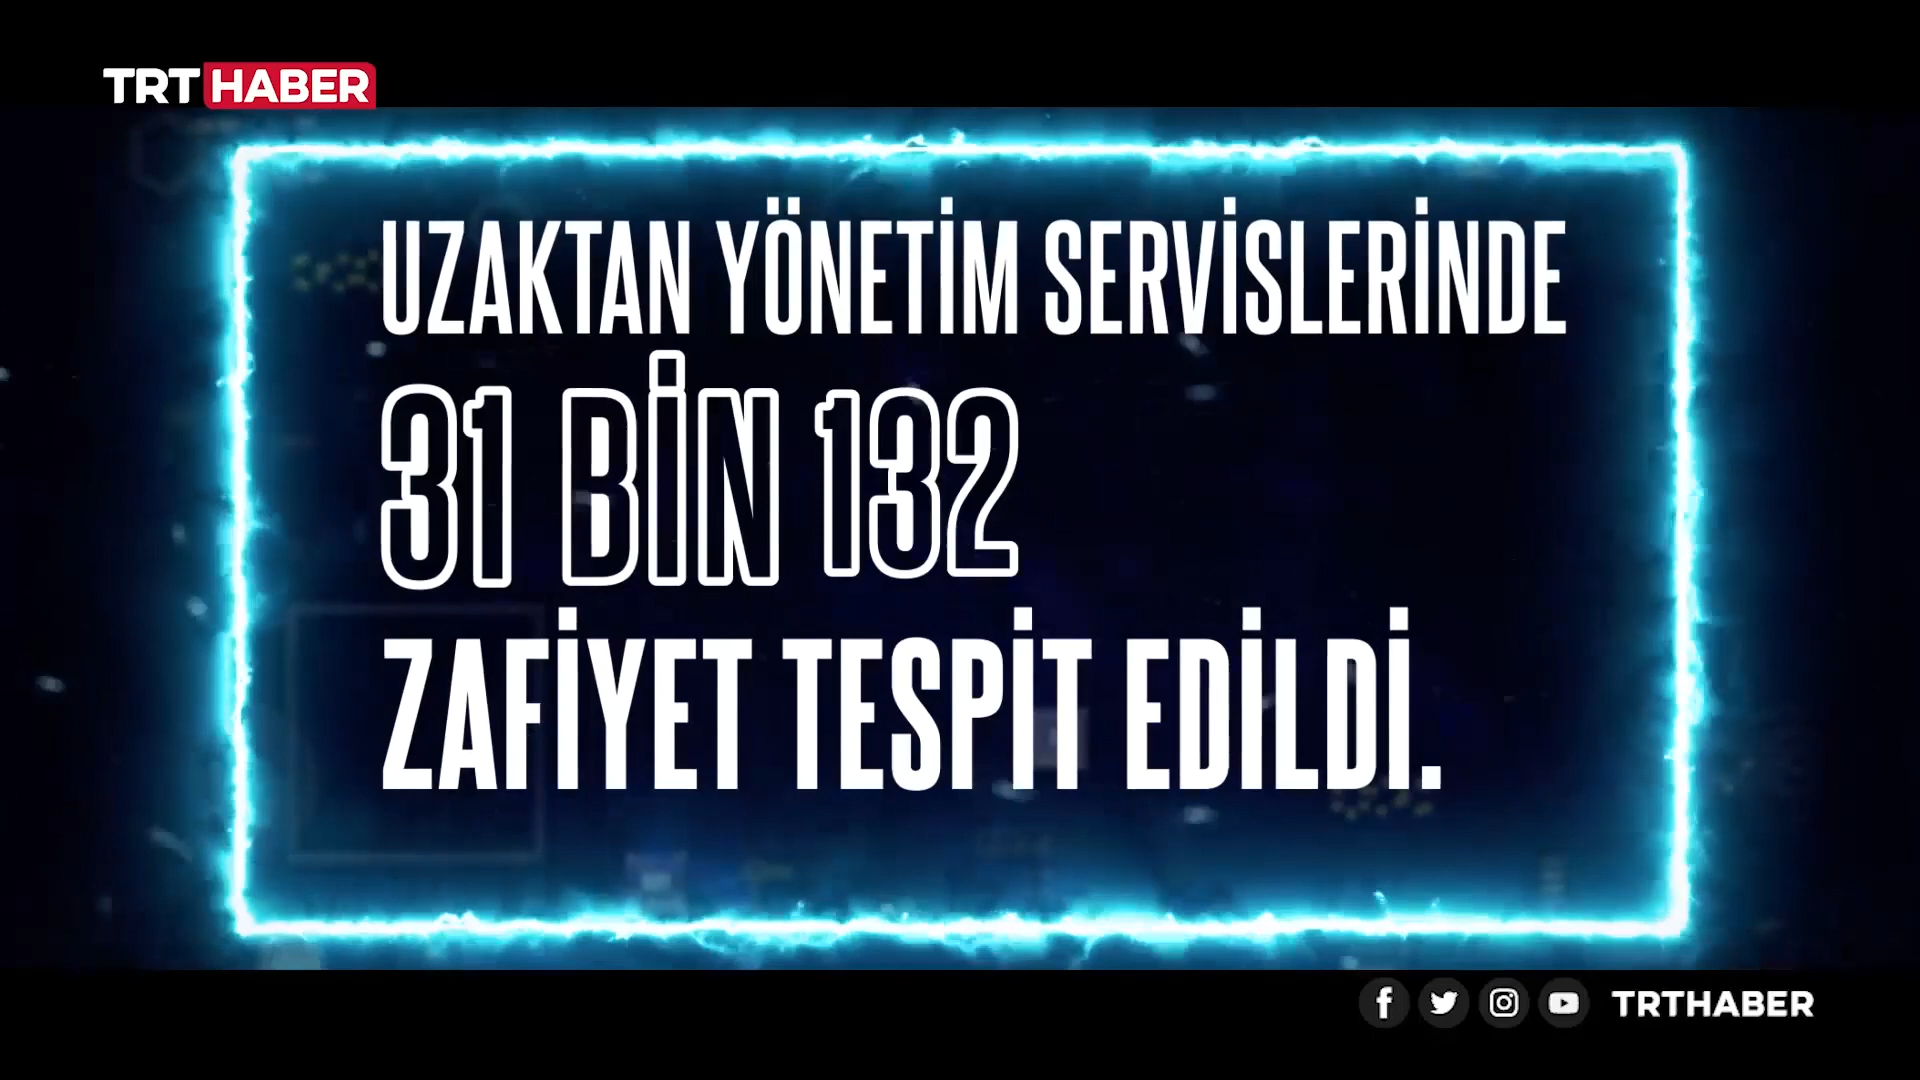 TRT HABER
UZAKTAN YÖNETİM SERVİSLERİNDE
31 BİN 132
ZAFİYET TESPİT EDİLDİ.
TRTHABER